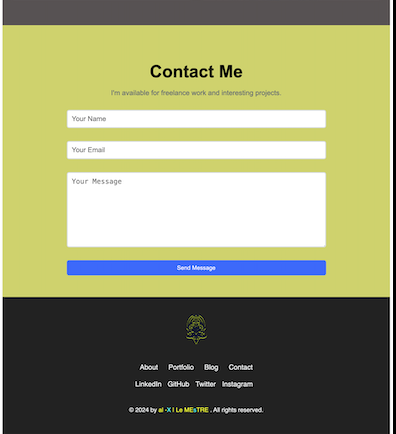 Contact Me
I'm available for freelance work and interesting projects.
Your Name
Your Email
Your Message
Send Message
About Portfolio Blog Contact
LinkedIn GitHub Twitter Instagram
© 2024 by al -X I Le MEsTRE . All rights reserved.